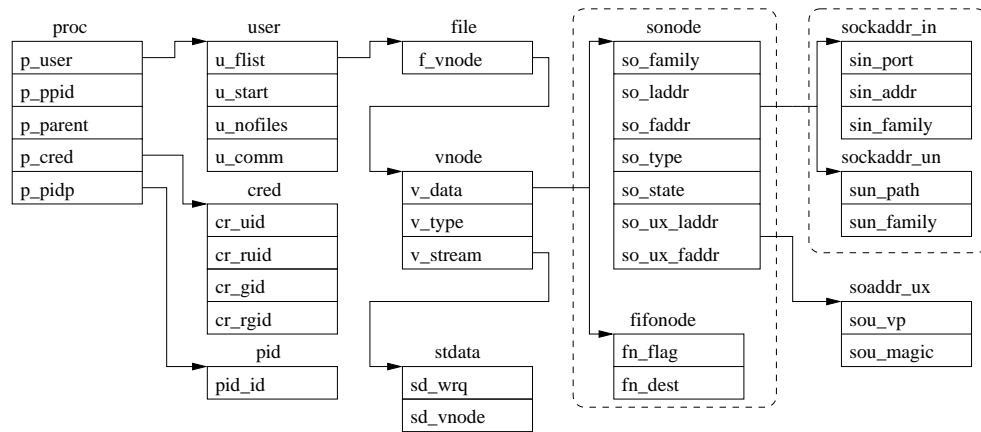 proc
p_user
p_ppid
p_parent
p_cred
p_pidp
user
u_flist
u_start
u_nofiles
u_comm
cred
cr_uid
cr_ruid
cr_gid
cr_rgid
pid
pid_id
file
f_vnode
vnode
v_data
v_type
v_stream
stdata
sd_wrq
sd_vnode
sonode
so_family
so_laddr
so_faddr
so_type
so_state
so_ux_laddr
so_ux_faddr
fifonode
fn_flag
fn_dest
sockaddr_in
sin_port
sin_addr
sin_family
sockaddr_un
sun_path
sun_family
soaddr_ux
sou_vp
sou_magic